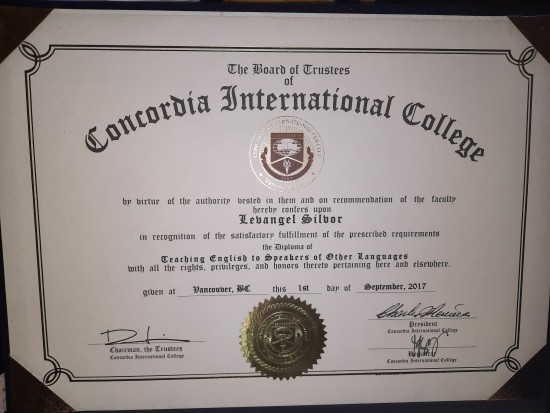 The Board of Trustees
of
Concordia International College
by virtue of the authority vested in them and on recommendation of the faculty
hereby confers upon
Levangel Silvor
in recognition of the satisfactory fulfillment of the prescribed requirements
the Diploma of
Teaching English to Speakers of Other Languages
with all the rights, privileges, and honors thereto pertaining here and elsewhere.
given at Vancouver, BC this 1st day of September, 2017
President
Concordia International College
Chairman, the Trustees
Concordia International College
Concordia International College